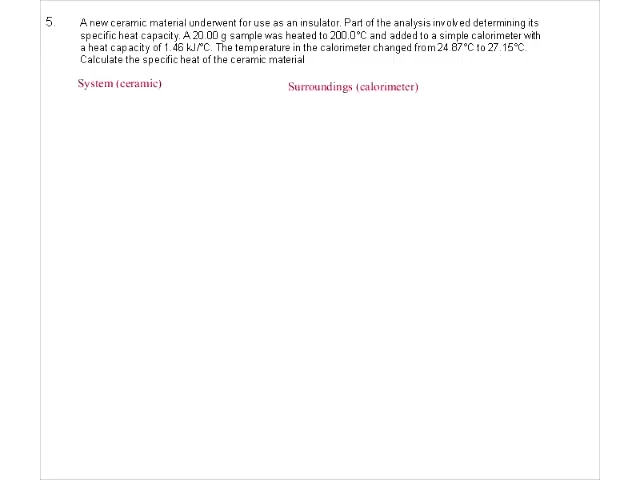 5. A new ceramic material underwent for use as an insulator. Part of the analysis involved determining its
specific heat capacity. A 20.00 g sample was heated to 200.0°C and added to a simple calorimeter with
a heat capacity of 1.46 kJ/°C. The temperature in the calorimeter changed from 24.87°C to 27.15°C.
Calculate the specific heat of the ceramic material
System (ceramic) Surroundings (calorimeter)